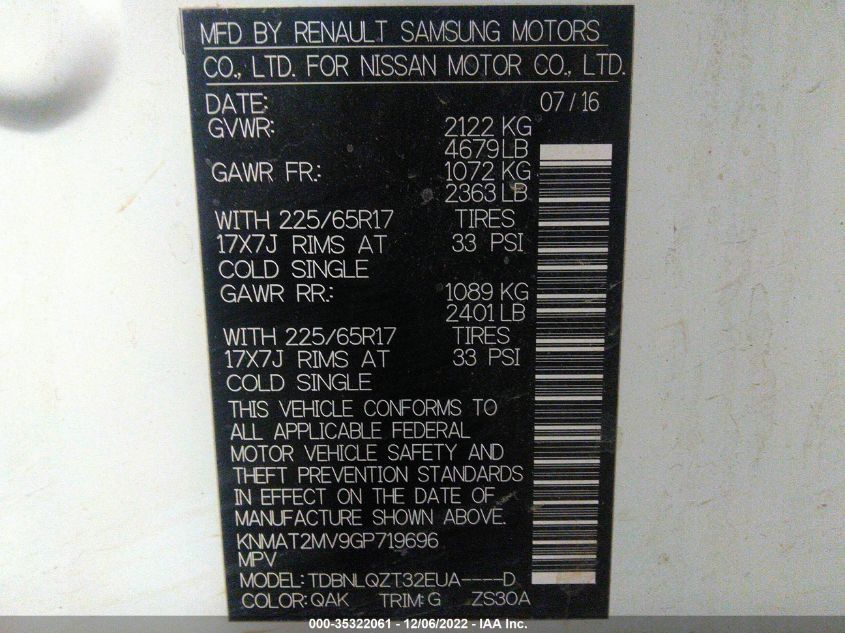 MFD BY RENAULT SAMSUNG MOTORS
CO., LTD. FOR NISSAN MOTOR CO., LTD.
DATE: 07/16
GVWR: 2122 KG
4679 LB
GAWR FR.: 1072 KG
2363 LB
WITH 225/65R17 TIRES
17X7J RIMS AT 33 PSI
COLD SINGLE
GAWR RR.: 1089 KG
2401 LB
WITH 225/65R17 TIRES
17X7J RIMS AT 33 PSI
COLD SINGLE
THIS VEHICLE CONFORMS TO
ALL APPLICABLE FEDERAL
MOTOR VEHICLE SAFETY AND
THEFT PREVENTION STANDARDS
IN EFFECT ON THE DATE OF
MANUFACTURE SHOWN ABOVE.
KNMAT2MV9GP719696
MPV
MODEL: TDBNLQZT32EUA----D
COLOR: QAK TRIM: G ZS30A
000-35322061 - 12/06/2022 - IAA Inc.